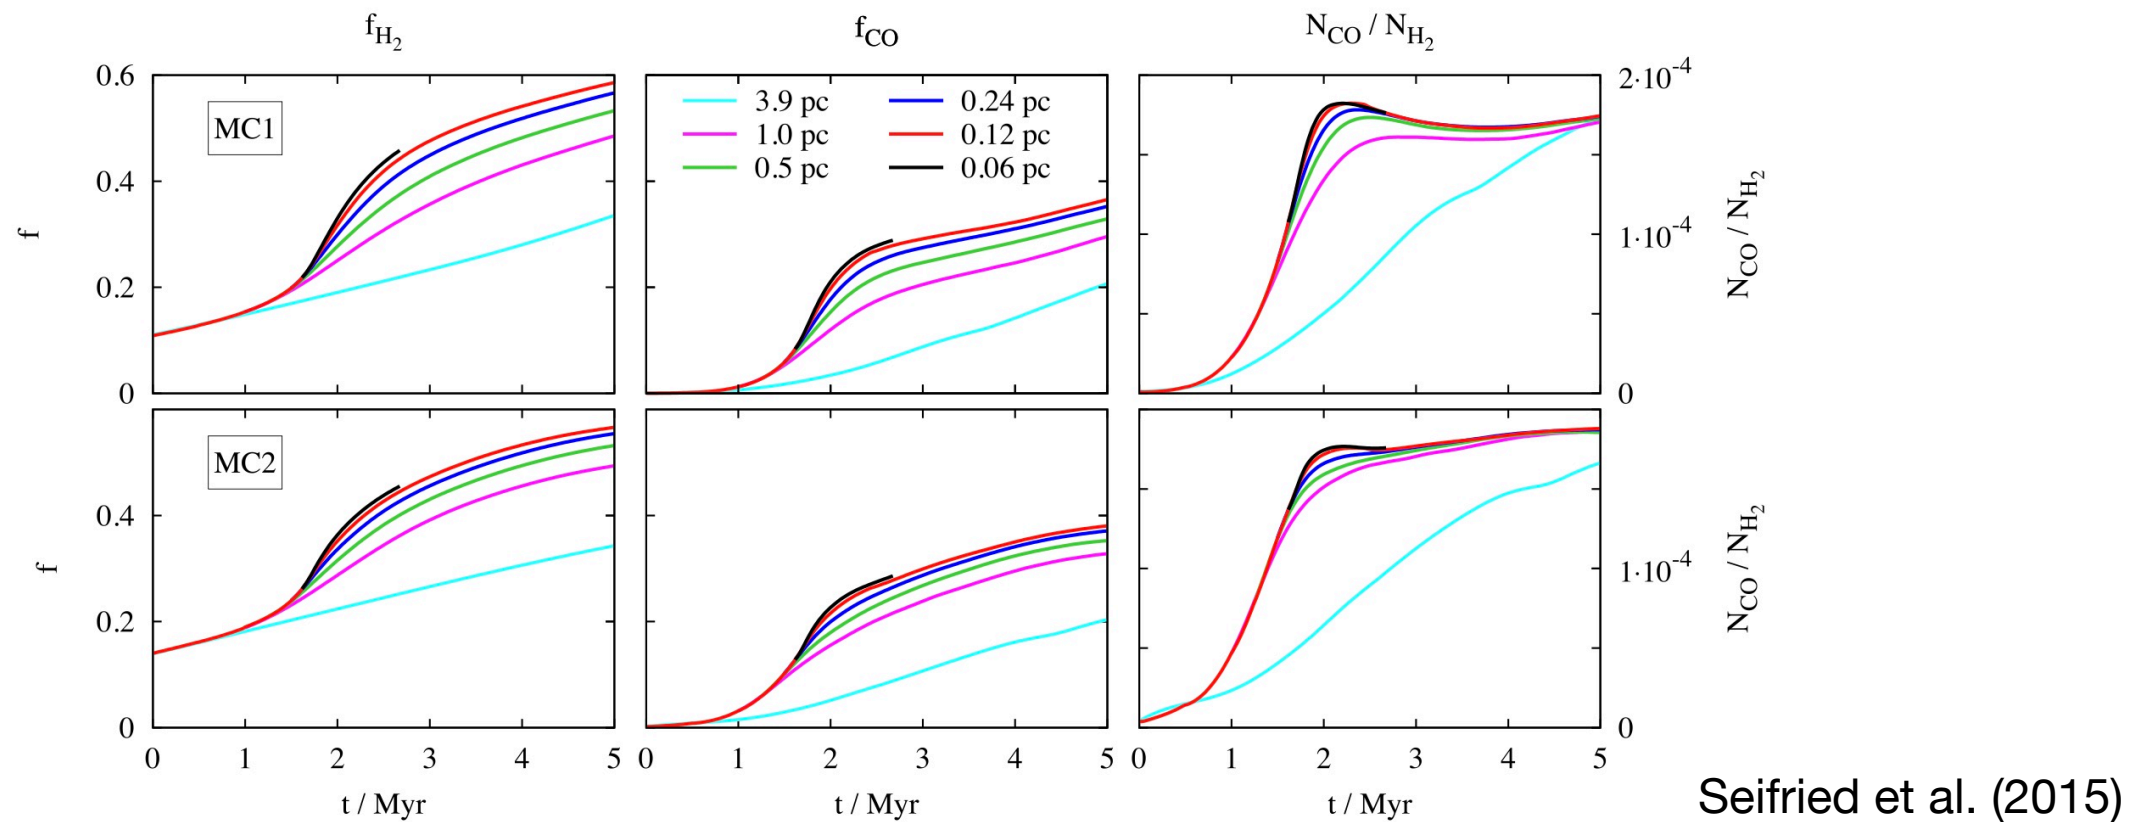 f_H₂ f_CO N_CO / N_H₂
0.6 MC1 3.9 pc 0.24 pc 2·10⁻⁴
1.0 pc 0.12 pc
0.5 pc 0.06 pc
0.4
f 1·10⁻⁴ N_CO / N_H₂
0.2
0 0
MC2
0.4
f 1·10⁻⁴ N_CO / N_H₂
0.2
0 0
0 1 2 3 4 5 0 1 2 3 4 5 0 1 2 3 4 5
t / Myr t / Myr t / Myr
Seifried et al. (2015)